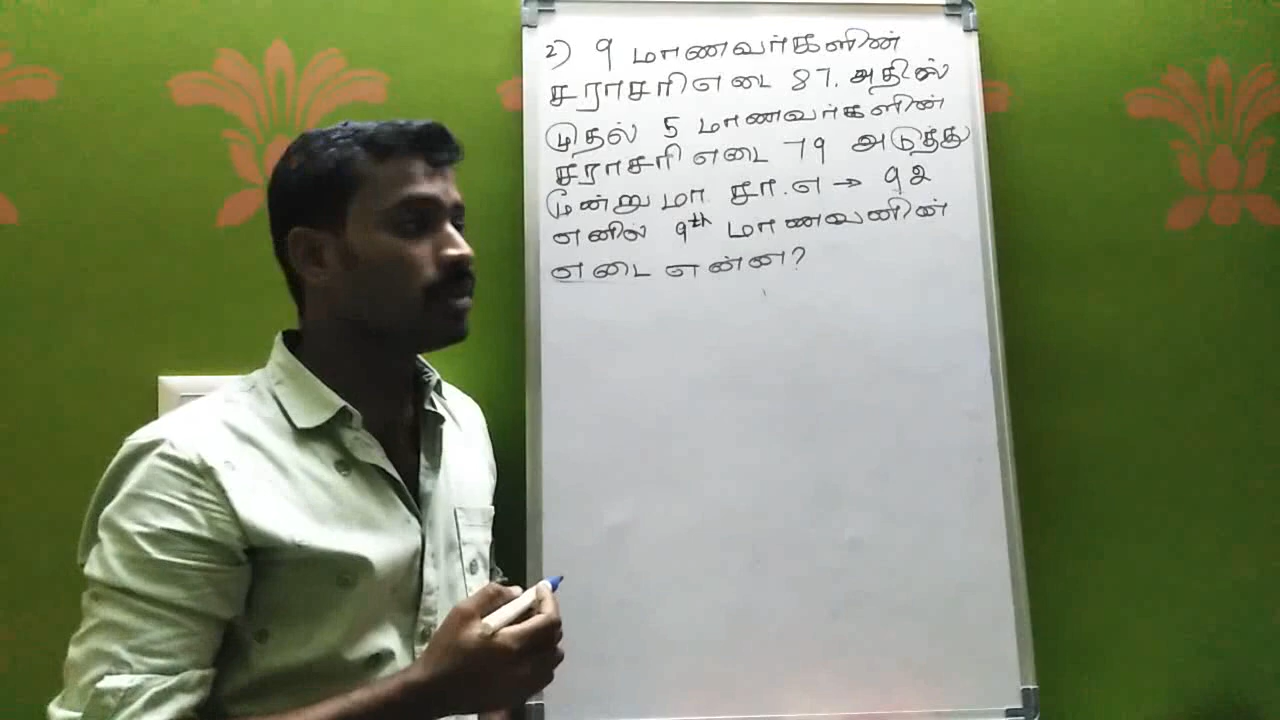 2) 9 மாணவர்களின்
சராசரி எடை 87. அதில்
முதல் 5 மாணவர்களின்
சராசரி எடை 79 அடுத்து
மூன்று மா சரா.எ → 92
எனில் 9th மாணவனின்
எடை என்ன?